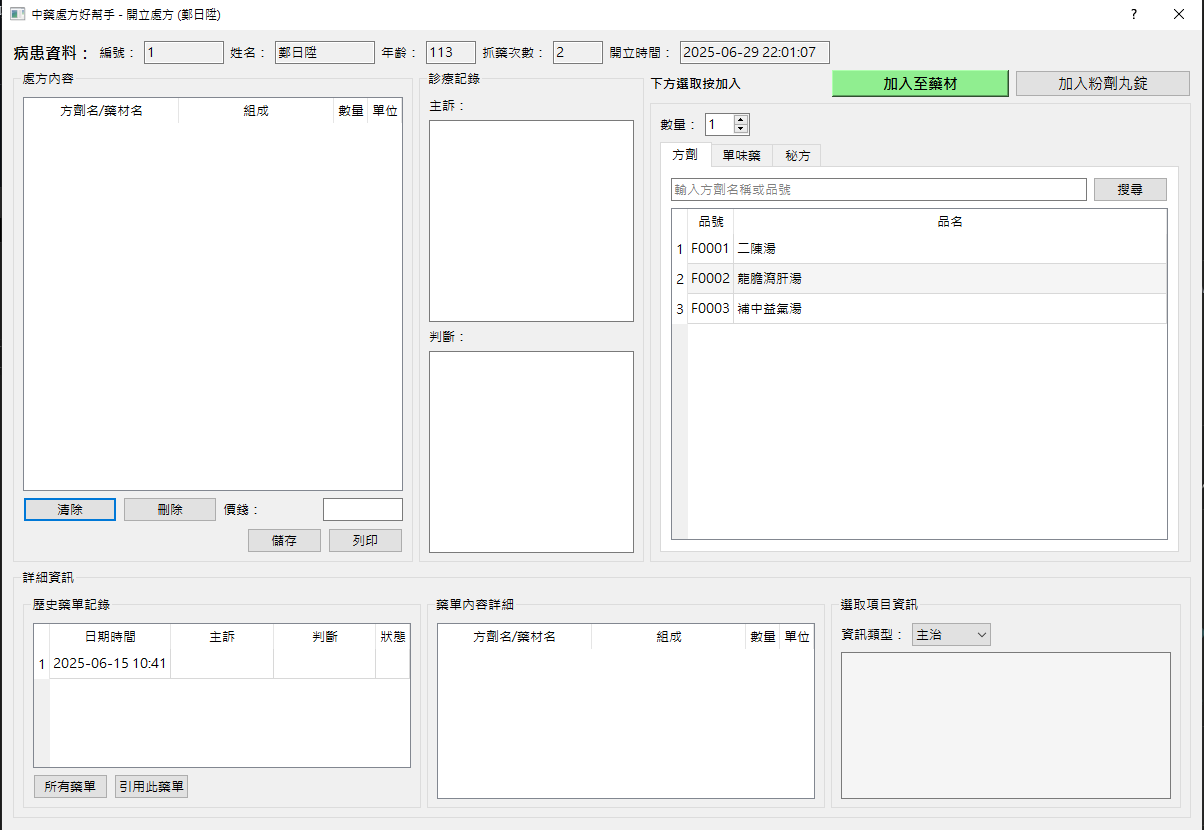 中藥處方好幫手 - 開立處方 (鄭日陞)
病患資料： 編號： 1 姓名： 鄭日陞 年齡： 113 抓藥次數： 2 開立時間： 2025-06-29 22:01:07
處方內容
方劑名/藥材名 組成 數量 單位
清除 刪除 價錢：
儲存 列印
診療記錄
主訴：
判斷：
下方選取按加入 加入至藥材 加入粉劑丸錠
數量： 1
方劑 單味藥 秘方
輸入方劑名稱或品號 搜尋
品號 品名
1 F0001 二陳湯
2 F0002 龍膽瀉肝湯
3 F0003 補中益氣湯
詳細資訊
歷史藥單記錄
日期時間 主訴 判斷 狀態
1 2025-06-15 10:41
所有藥單 引用此藥單
藥單內容詳細
方劑名/藥材名 組成 數量 單位
選取項目資訊
資訊類型： 主治